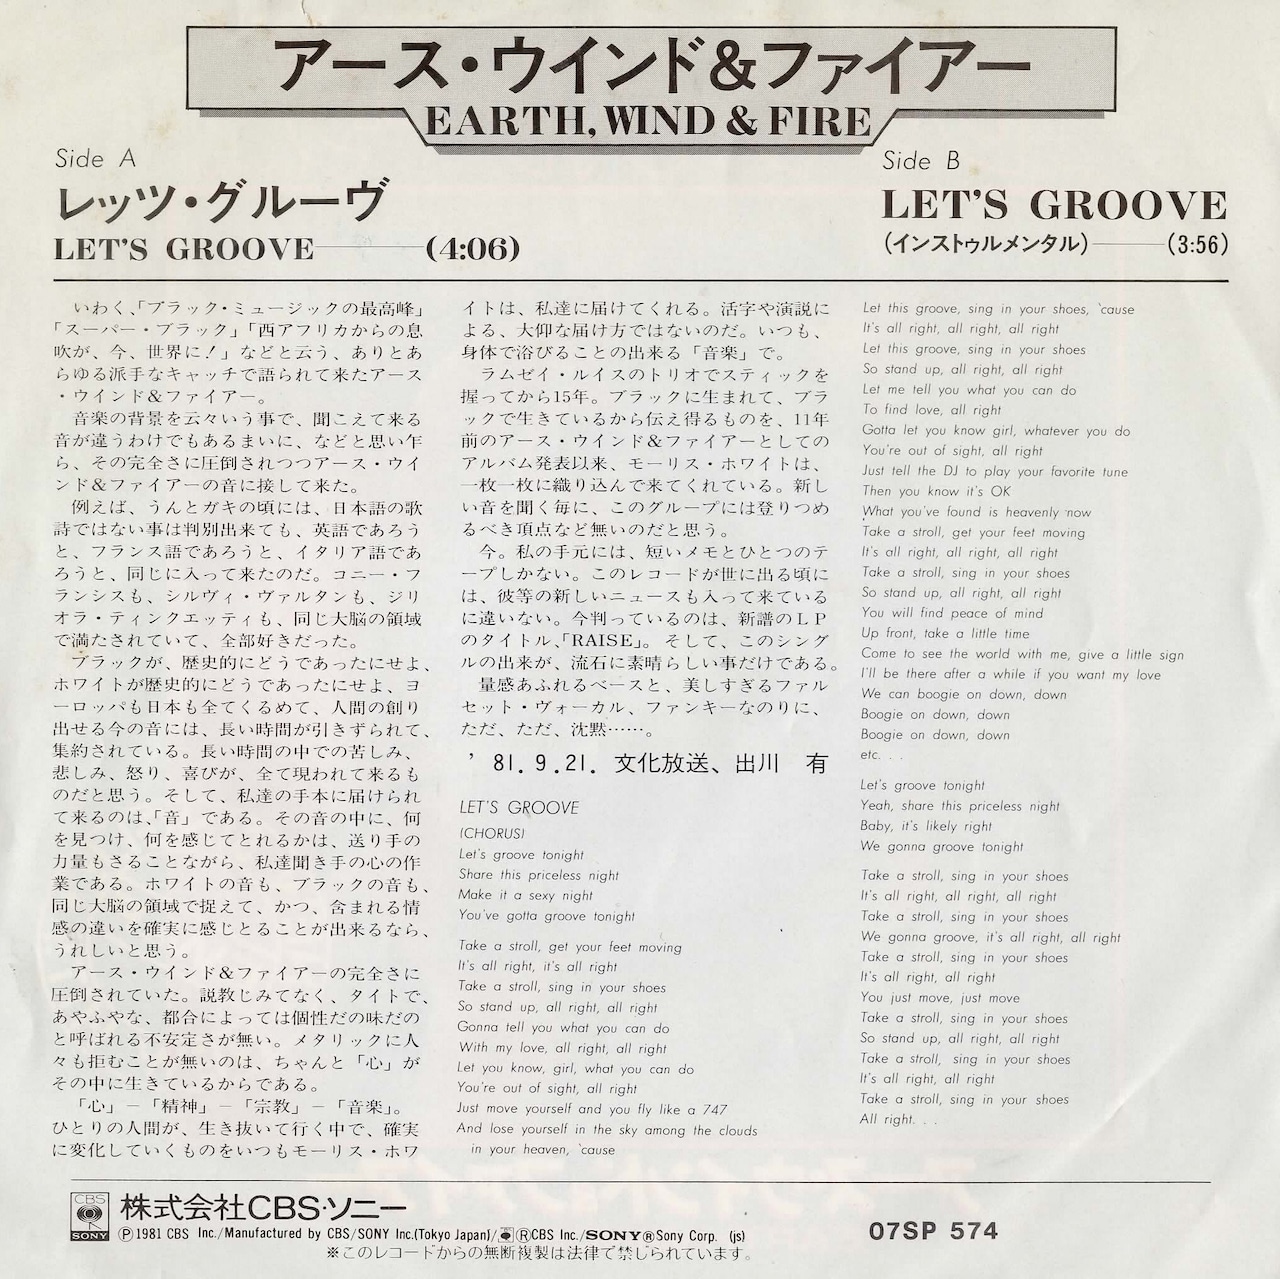 アース・ウインド&ファイアー
EARTH, WIND & FIRE
Side A
レッツ・グルーヴ
LET'S GROOVE―――(4:06)
Side B
LET'S GROOVE
(インストゥルメンタル)―――(3:56)
いわく、「ブラック・ミュージックの最高峰」
「スーパー・ブラック」「西アフリカからの息
吹が、今、世界に!」などと云う、ありとあ
らゆる派手なキャッチで語られて来たアース
・ウインド&ファイアー。
音楽の背景を云々いう事で、聞こえて来る
音が違うわけでもあるまいに、などと思い乍
ら、その完全さに圧倒されつつアース・ウイ
ンド&ファイアーの音に接して来た。
例えば、うんとガキの頃には、日本語の歌
詩ではない事は判別出来ても、英語であろう
と、フランス語であろうと、イタリア語であ
ろうと、同じに入って来たのだ。コニー・フ
ランシスも、シルヴィ・ヴァルタンも、ジリ
オラ・ティンクエッティも、同じ大脳の領域
で満たされていて、全部好きだった。
ブラックが、歴史的にどうであったにせよ、
ホワイトが歴史的にどうであったにせよ、ヨ
ーロッパも日本も全てくるめて、人間の創り
出せる今の音には、長い時間が引きずられて、
集約されている。長い時間の中での苦しみ、
悲しみ、怒り、喜びが、全て現われて来るも
のだと思う。そして、私達の手本に届けられ
て来るのは、「音」である。その音の中に、何
を見つけ、何を感じてとれるかは、送り手の
力量もさることながら、私達聞き手の心の作
業である。ホワイトの音も、ブラックの音も、
同じ大脳の領域で捉えて、かつ、含まれる情
感の違いを確実に感じとることが出来るなら、
うれしいと思う。
アース・ウインド&ファイアーの完全さに
圧倒されていた。説教じみてなく、タイトで、
あやふやな、都合によっては個性だの味だの
と呼ばれる不安定さが無い。メタリックに人
々も拒むことが無いのは、ちゃんと「心」が
その中に生きているからである。
「心」―「精神」―「宗教」―「音楽」。
ひとりの人間が、生き抜いて行く中で、確実
に変化していくものをいつもモーリス・ホワ
イトは、私達に届けてくれる。活字や演説に
よる、大仰な届け方ではないのだ。いつも、
身体で浴びることの出来る「音楽」で。
ラムゼイ・ルイスのトリオでスティックを
握ってから15年。ブラックに生まれて、ブラ
ックで生きているから伝え得るものを、11年
前のアース・ウインド&ファイアーとしての
アルバム発表以来、モーリス・ホワイトは、
一枚一枚に織り込んで来てくれている。新し
い音を聞く毎に、このグループには登りつめ
るべき頂点など無いのだと思う。
今。私の手元には、短いメモとひとつのテ
ープしかない。このレコードが世に出る頃に
は、彼等の新しいニュースも入って来ている
に違いない。今判っているのは、新譜のLP
のタイトル、「RAISE」。そして、このシング
ルの出来が、流石に素晴らしい事だけである。
量感あふれるベースと、美しすぎるファル
セット・ヴォーカル、ファンキーなのりに、
ただ、ただ、沈黙……。
'81.9.21. 文化放送、出川 有
LET'S GROOVE
(CHORUS)
Let's groove tonight
Share this priceless night
Make it a sexy night
You've gotta groove tonight
Take a stroll, get your feet moving
It's all right, it's all right
Take a stroll, sing in your shoes
So stand up, all right, all right
Gonna tell you what you can do
With my love, all right, all right
Let you know, girl, what you can do
You're out of sight, all right
Just move yourself and you fly like a 747
And lose yourself in the sky among the clouds
in your heaven, 'cause
Let this groove, sing in your shoes, 'cause
It's all right, all right, all right
Let this groove, sing in your shoes
So stand up, all right, all right
Let me tell you what you can do
To find love, all right
Gotta let you know girl, whatever you do
You're out of sight, all right
Just tell the DJ to play your favorite tune
Then you know it's OK
What you've found is heavenly now
Take a stroll, get your feet moving
It's all right, all right, all right
Take a stroll, sing in your shoes
So stand up, all right, all right
You will find peace of mind
Up front, take a little time
Come to see the world with me, give a little sign
I'll be there after a while if you want my love
We can boogie on down, down
Boogie on down, down
Boogie on down, down
etc. . .
Let's groove tonight
Yeah, share this priceless night
Baby, it's likely right
We gonna groove tonight
Take a stroll, sing in your shoes
It's all right, all right, all right
Take a stroll, sing in your shoes
We gonna groove, it's all right, all right
Take a stroll, sing in your shoes
It's all right, all right
You just move, just move
Take a stroll, sing in your shoes
So stand up, all right, all right
Take a stroll, sing in your shoes
It's all right, all right
Take a stroll, sing in your shoes
All right. . .
CBS
SONY
株式会社CBS・ソニー
Ⓟ1981 CBS Inc./Manufactured by CBS/SONY Inc.(Tokyo Japan)/ⓇCBS Inc./SONYⓇSony Corp. (js)
※このレコードからの無断複製は法律で禁じられています。
07SP 574